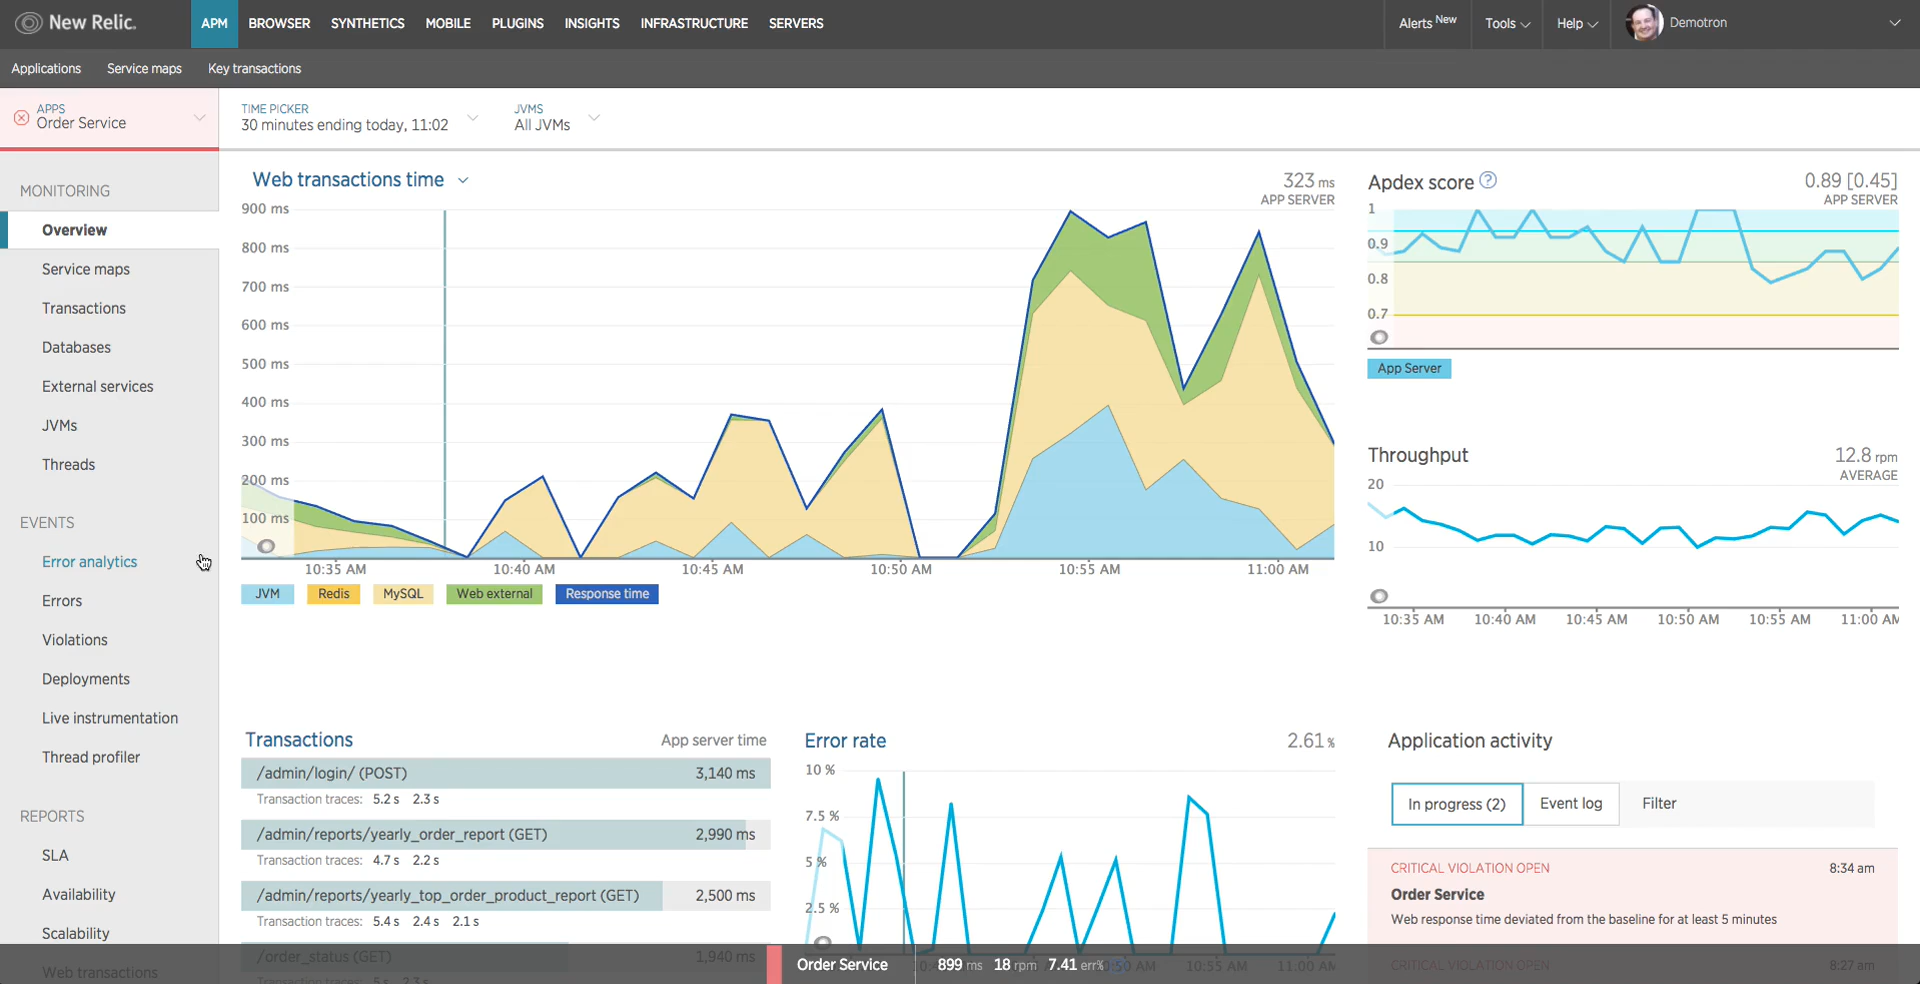 New Relic.
APM BROWSER SYNTHETICS MOBILE PLUGINS INSIGHTS INFRASTRUCTURE SERVERS
Alerts New Tools Help Demotron
Applications Service maps Key transactions
APPS
Order Service
TIME PICKER
30 minutes ending today, 11:02
JVMS
All JVMs
MONITORING
Overview
Service maps
Transactions
Databases
External services
JVMs
Threads
EVENTS
Error analytics
Errors
Violations
Deployments
Live instrumentation
Thread profiler
REPORTS
SLA
Availability
Scalability
Web transactions
Web transactions time
323 ms
APP SERVER
900 ms
800 ms
700 ms
600 ms
500 ms
400 ms
300 ms
200 ms
100 ms
10:35 AM 10:40 AM 10:45 AM 10:50 AM 10:55 AM 11:00 AM
JVM Redis MySQL Web external Response time
Apdex score ?
0.89 [0.45]
APP SERVER
1
0.9
0.8
0.7
App Server
Throughput
12.8 rpm
AVERAGE
20
10
10:35 AM 10:40 AM 10:45 AM 10:50 AM 10:55 AM 11:00 AM
Transactions App server time
/admin/login/ (POST) 3,140 ms
Transaction traces: 5.2 s 2.3 s
/admin/reports/yearly_order_report (GET) 2,990 ms
Transaction traces: 4.7 s 2.2 s
/admin/reports/yearly_top_order_product_report (GET) 2,500 ms
Transaction traces: 5.4 s 2.4 s 2.1 s
/order_status (GET) 1,940 ms
Transaction traces: 5 s 2.3 s
Error rate 2.61 %
10 %
7.5 %
5 %
2.5 %
10:55 AM 11:00 AM
Application activity
In progress (2) Event log Filter
CRITICAL VIOLATION OPEN 8:34 am
Order Service
Web response time deviated from the baseline for at least 5 minutes
CRITICAL VIOLATION OPEN 8:27 am
Order Service 899 ms 18 rpm 7.41 err%